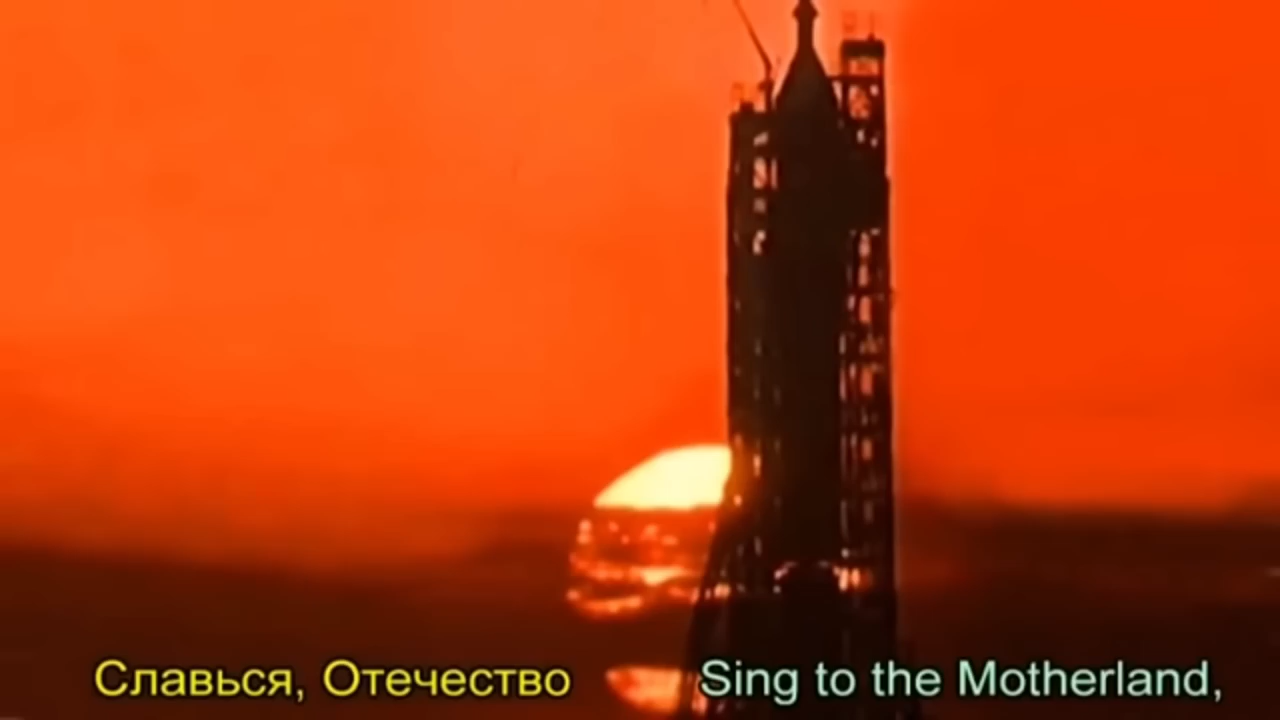 Славься, Отечество
Sing to the Motherland,